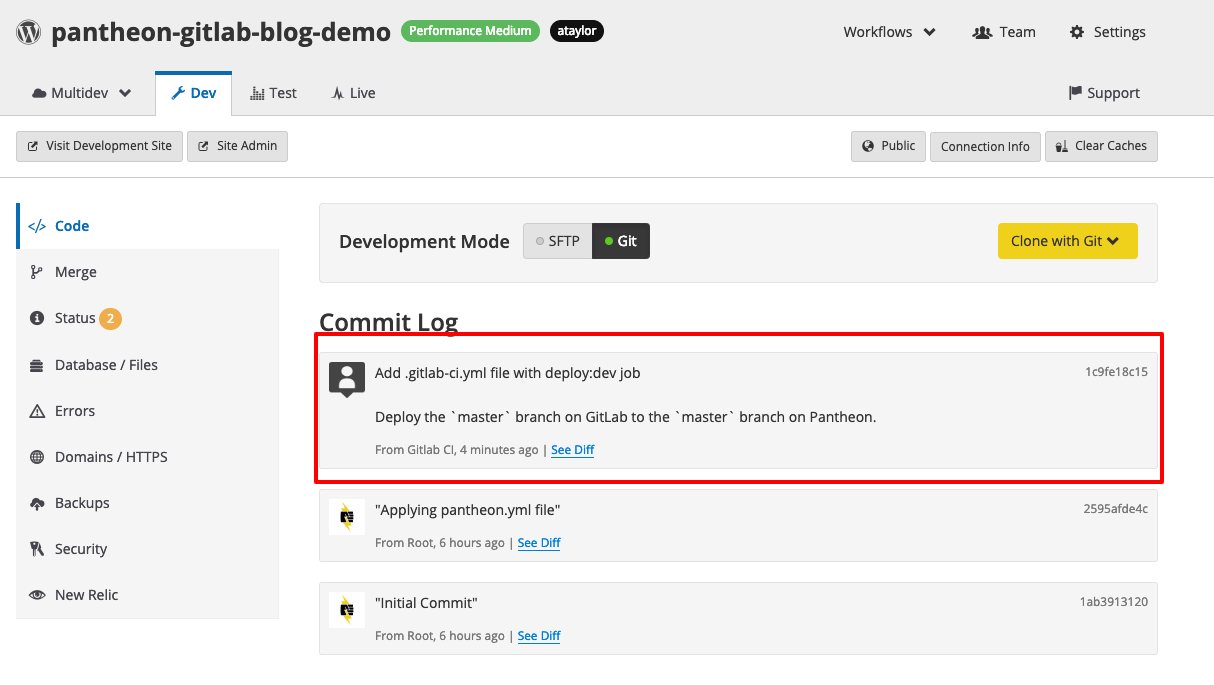 pantheon-gitlab-blog-demo Performance Medium ataylor Workflows Team Settings
Multidev Dev Test Live Support
Visit Development Site Site Admin Public Connection Info Clear Caches
Code
Merge
Status 2
Database / Files
Errors
Domains / HTTPS
Backups
Security
New Relic
Development Mode SFTP Git Clone with Git
Commit Log
Add .gitlab-ci.yml file with deploy:dev job 1c9fe18c15
Deploy the `master` branch on GitLab to the `master` branch on Pantheon.
From Gitlab CI, 4 minutes ago | See Diff
"Applying pantheon.yml file" 2595afde4c
From Root, 6 hours ago | See Diff
"Initial Commit" 1ab3913120
From Root, 6 hours ago | See Diff